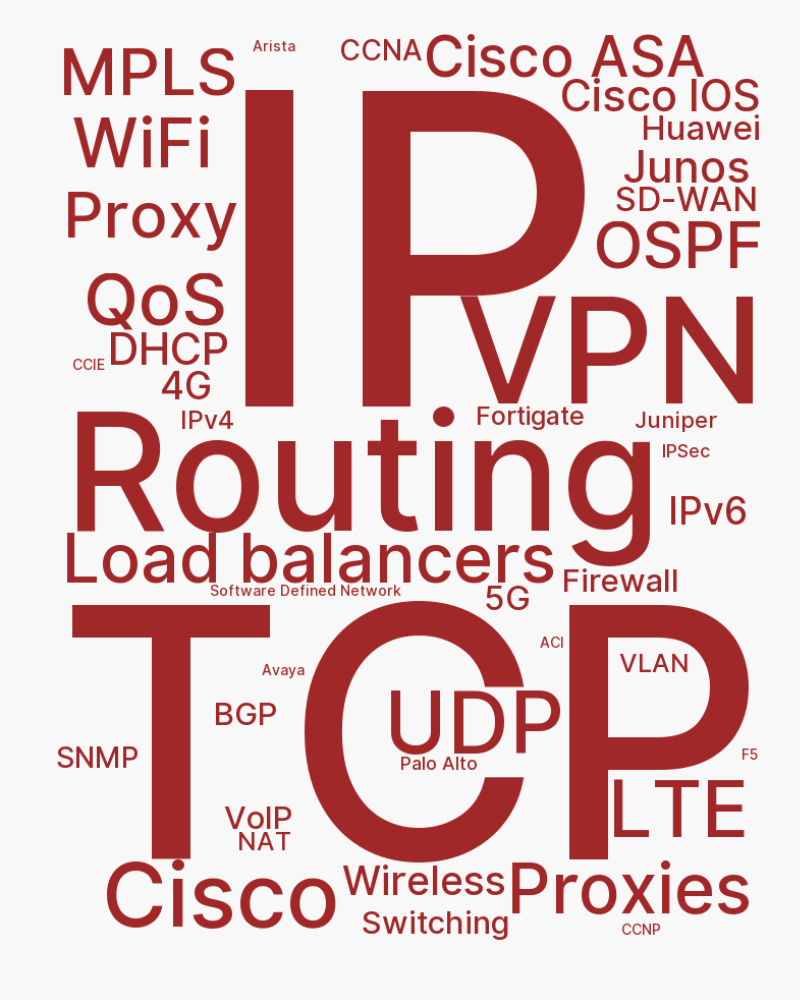 Arista
CCNA
Cisco ASA
MPLS
Cisco IOS
WiFi
Huawei
IP
Junos
SD-WAN
Proxy
OSPF
QoS
VPN
DHCP
CCIE
4G
IPv4
Fortigate
Juniper
Routing
IPSec
IPv6
Load balancers
Firewall
Software Defined Network
5G
TCP
ACI
VLAN
Avaya
BGP
UDP
SNMP
Palo Alto
F5
LTE
VoIP
NAT
Cisco
Wireless
Proxies
Switching
CCNP